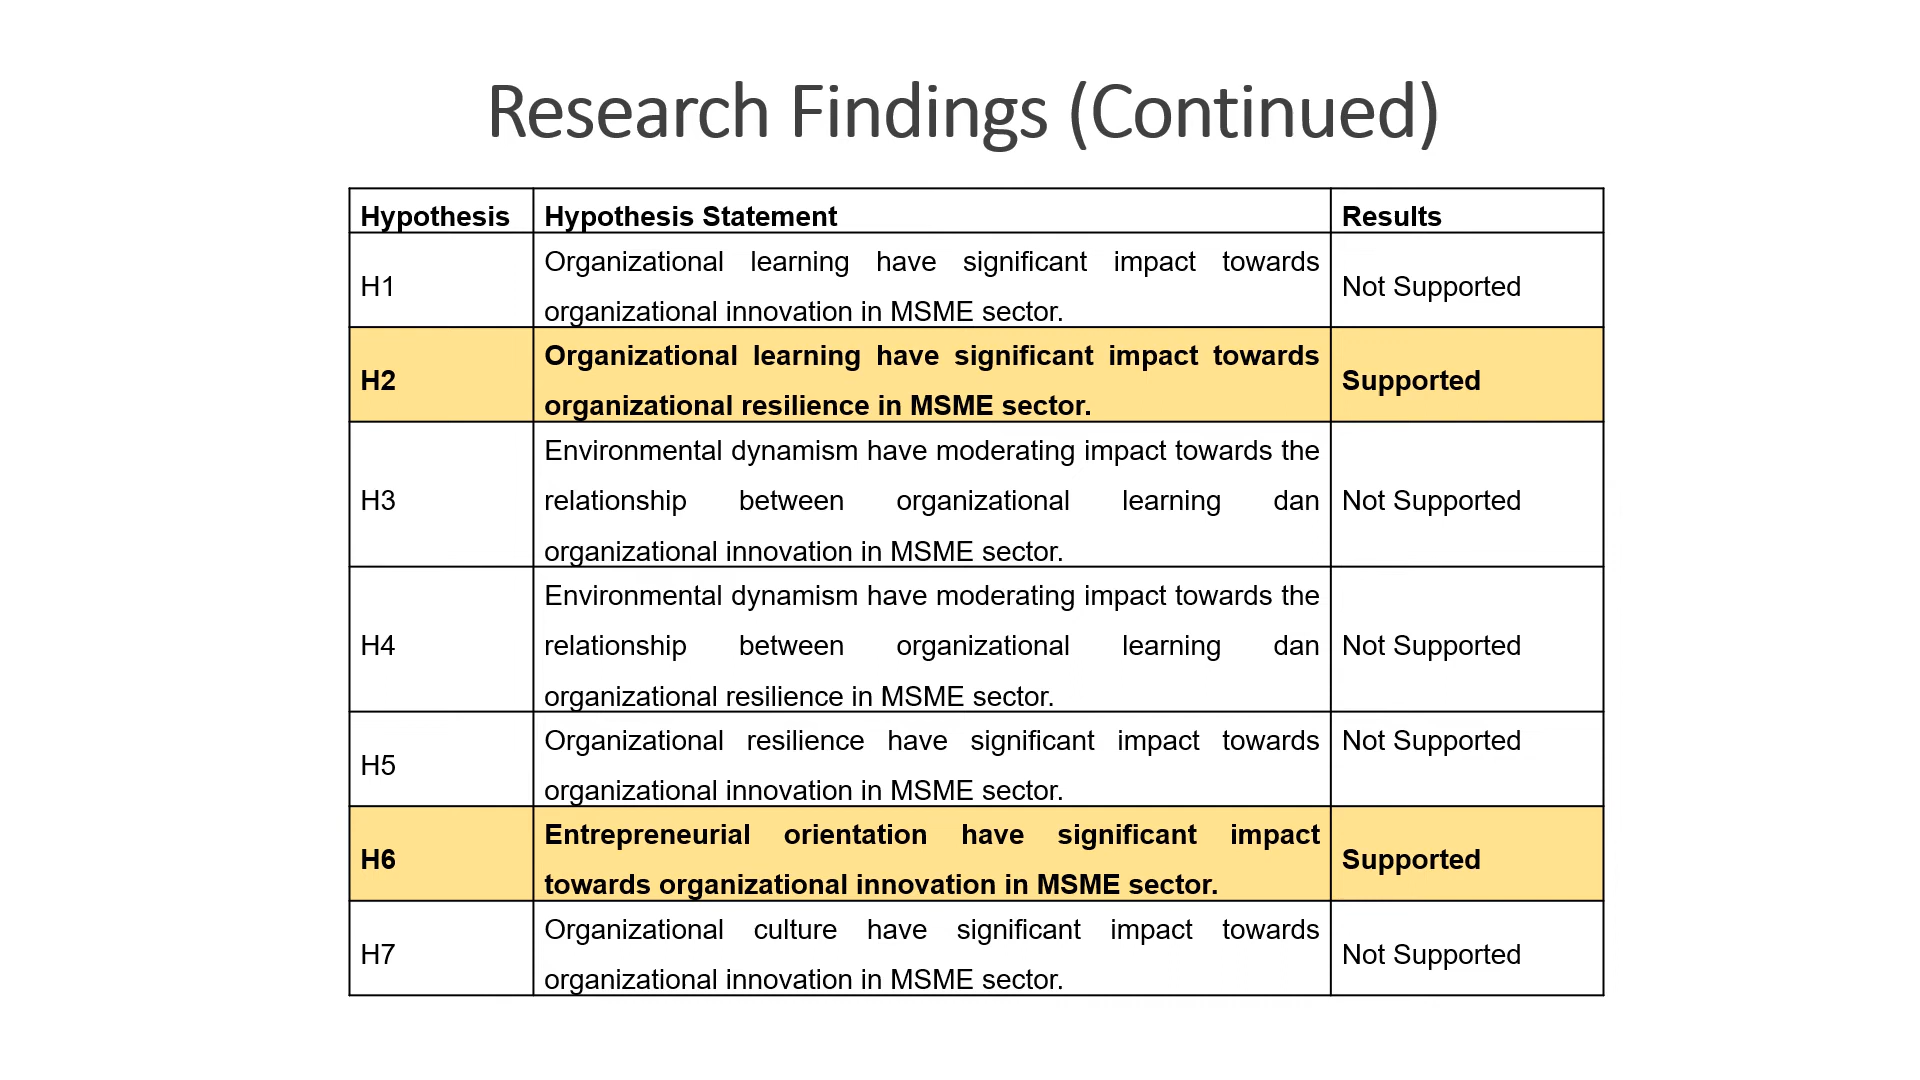 Research Findings (Continued)
Hypothesis Hypothesis Statement Results
H1
Organizational learning have significant impact towards
organizational innovation in MSME sector.
Not Supported
H2
Organizational learning have significant impact towards
organizational resilience in MSME sector.
Supported
H3
Environmental dynamism have moderating impact towards the
relationship between organizational learning dan
organizational innovation in MSME sector.
Not Supported
H4
Environmental dynamism have moderating impact towards the
relationship between organizational learning dan
organizational resilience in MSME sector.
Not Supported
H5
Organizational resilience have significant impact towards
organizational innovation in MSME sector.
Not Supported
H6
Entrepreneurial orientation have significant impact
towards organizational innovation in MSME sector.
Supported
H7
Organizational culture have significant impact towards
organizational innovation in MSME sector.
Not Supported